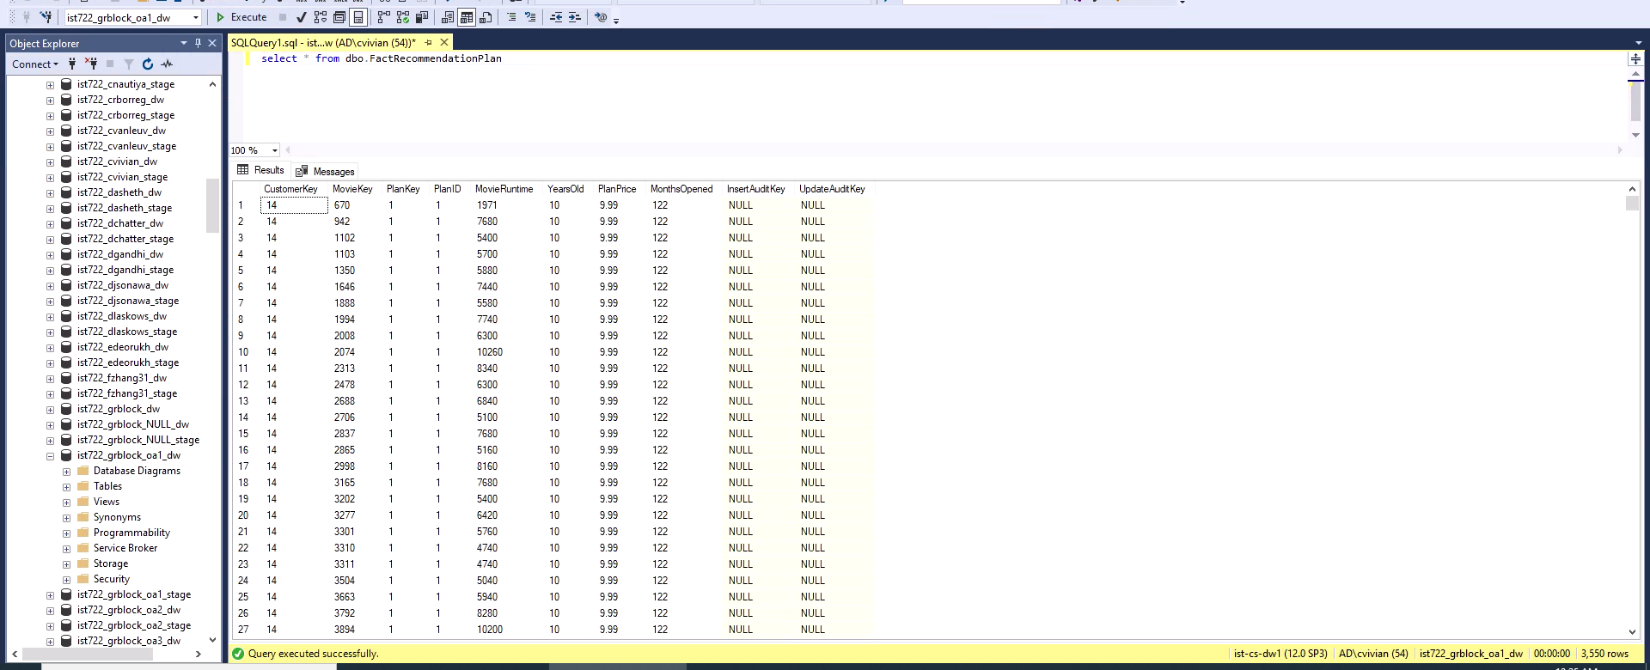 ist722_grblock_oa1_dw
Execute
Object Explorer
Connect
ist722_cnautiya_stage
ist722_crborreg_dw
ist722_crborreg_stage
ist722_cvanleuv_dw
ist722_cvanleuv_stage
ist722_cvivian_dw
ist722_cvivian_stage
ist722_dasheth_dw
ist722_dasheth_stage
ist722_dchatter_dw
ist722_dchatter_stage
ist722_dgandhi_dw
ist722_dgandhi_stage
ist722_djsonawa_dw
ist722_djsonawa_stage
ist722_dlaskows_dw
ist722_dlaskows_stage
ist722_edeorukh_dw
ist722_edeorukh_stage
ist722_fzhang31_dw
ist722_fzhang31_stage
ist722_grblock_dw
ist722_grblock_NULL_dw
ist722_grblock_NULL_stage
ist722_grblock_oa1_dw
Database Diagrams
Tables
Views
Synonyms
Programmability
Service Broker
Storage
Security
ist722_grblock_oa1_stage
ist722_grblock_oa2_dw
ist722_grblock_oa2_stage
ist722_grblock_oa3_dw
SQLQuery1.sql - ist...w (AD\cvivian (54))*
select * from dbo.FactRecommendationPlan
100 %
Results Messages
CustomerKey MovieKey PlanKey PlanID MovieRuntime YearsOld PlanPrice MonthsOpened InsertAuditKey UpdateAuditKey
1 14 670 1 1 1971 10 9.99 122 NULL NULL
2 14 942 1 1 7680 10 9.99 122 NULL NULL
3 14 1102 1 1 5400 10 9.99 122 NULL NULL
4 14 1103 1 1 5700 10 9.99 122 NULL NULL
5 14 1350 1 1 5880 10 9.99 122 NULL NULL
6 14 1646 1 1 7440 10 9.99 122 NULL NULL
7 14 1888 1 1 5580 10 9.99 122 NULL NULL
8 14 1994 1 1 7740 10 9.99 122 NULL NULL
9 14 2008 1 1 6300 10 9.99 122 NULL NULL
10 14 2074 1 1 10260 10 9.99 122 NULL NULL
11 14 2313 1 1 8340 10 9.99 122 NULL NULL
12 14 2478 1 1 6300 10 9.99 122 NULL NULL
13 14 2688 1 1 6840 10 9.99 122 NULL NULL
14 14 2706 1 1 5100 10 9.99 122 NULL NULL
15 14 2837 1 1 7680 10 9.99 122 NULL NULL
16 14 2865 1 1 5160 10 9.99 122 NULL NULL
17 14 2998 1 1 8160 10 9.99 122 NULL NULL
18 14 3165 1 1 7680 10 9.99 122 NULL NULL
19 14 3202 1 1 5400 10 9.99 122 NULL NULL
20 14 3277 1 1 6420 10 9.99 122 NULL NULL
21 14 3301 1 1 5760 10 9.99 122 NULL NULL
22 14 3310 1 1 4740 10 9.99 122 NULL NULL
23 14 3311 1 1 4740 10 9.99 122 NULL NULL
24 14 3504 1 1 5040 10 9.99 122 NULL NULL
25 14 3663 1 1 5940 10 9.99 122 NULL NULL
26 14 3792 1 1 8280 10 9.99 122 NULL NULL
27 14 3894 1 1 10200 10 9.99 122 NULL NULL
Query executed successfully.
ist-cs-dw1 (12.0 SP3) AD\cvivian (54) ist722_grblock_oa1_dw 00:00:00 3,550 rows